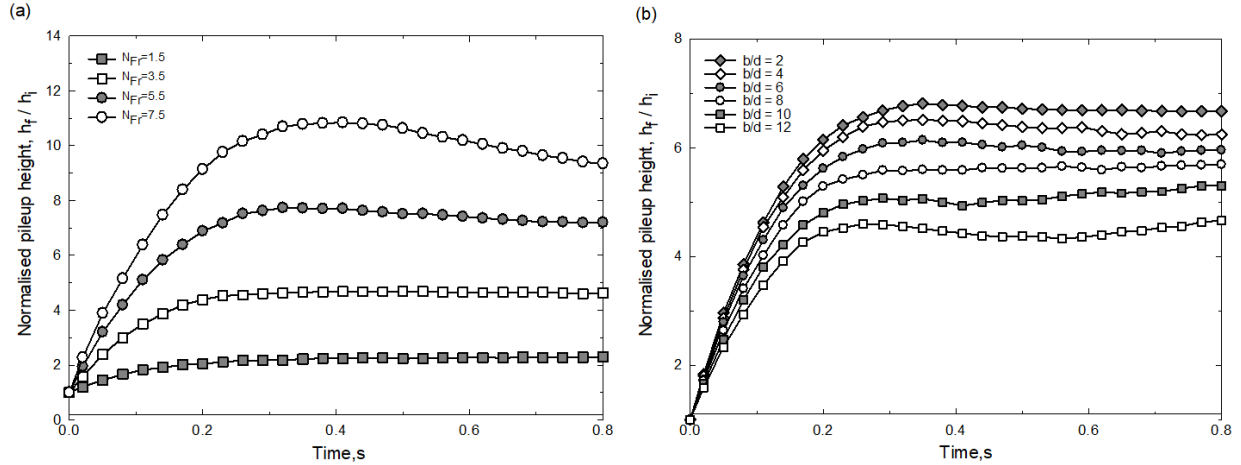 (a)
14
12
10
8
6
4
2
0
0.0 0.2 0.4 0.6 0.8
Normalised pileup height, hf / hi
Time,s
NFr=1.5
NFr=3.5
NFr=5.5
NFr=7.5
(b)
8
6
4
2
0.0 0.2 0.4 0.6 0.8
Normalised pileup height, hf / hi
Time,s
b/d = 2
b/d = 4
b/d = 6
b/d = 8
b/d = 10
b/d = 12